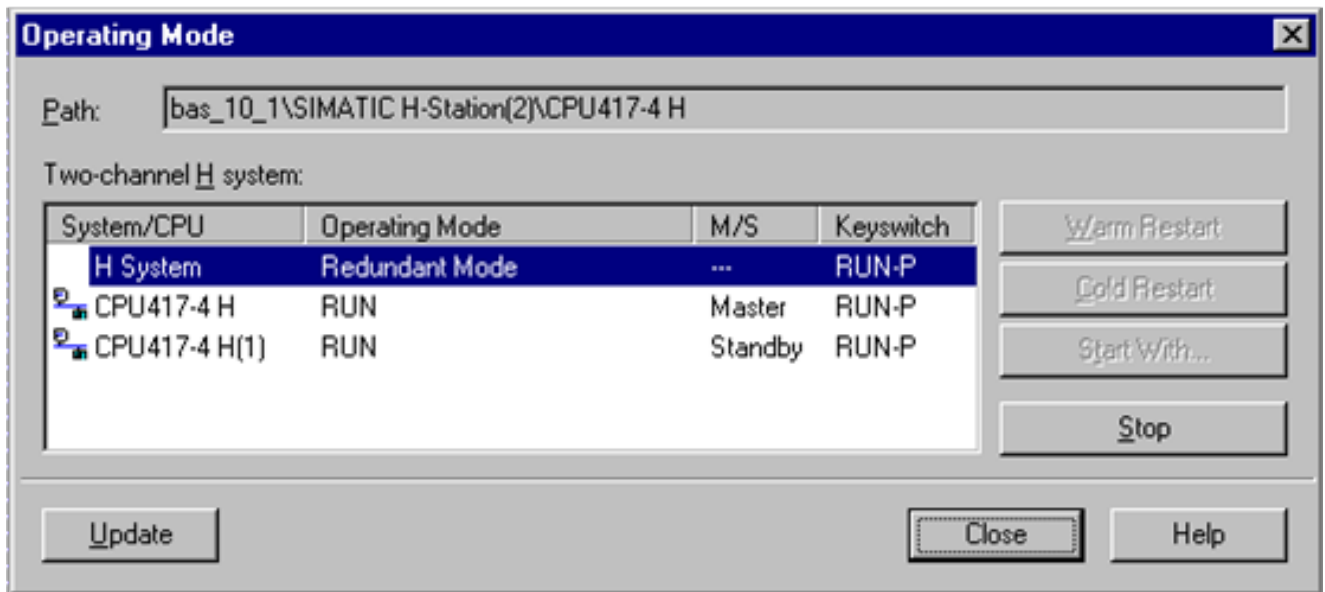 Operating Mode
Path: bas_10_1\SIMATIC H-Station(2)\CPU417-4 H
Two-channel H system:
System/CPU Operating Mode M/S Keyswitch
H System Redundant Mode --- RUN-P
CPU417-4 H RUN Master RUN-P
CPU417-4 H(1) RUN Standby RUN-P
Warm Restart
Cold Restart
Start With...
Stop
Update Close Help